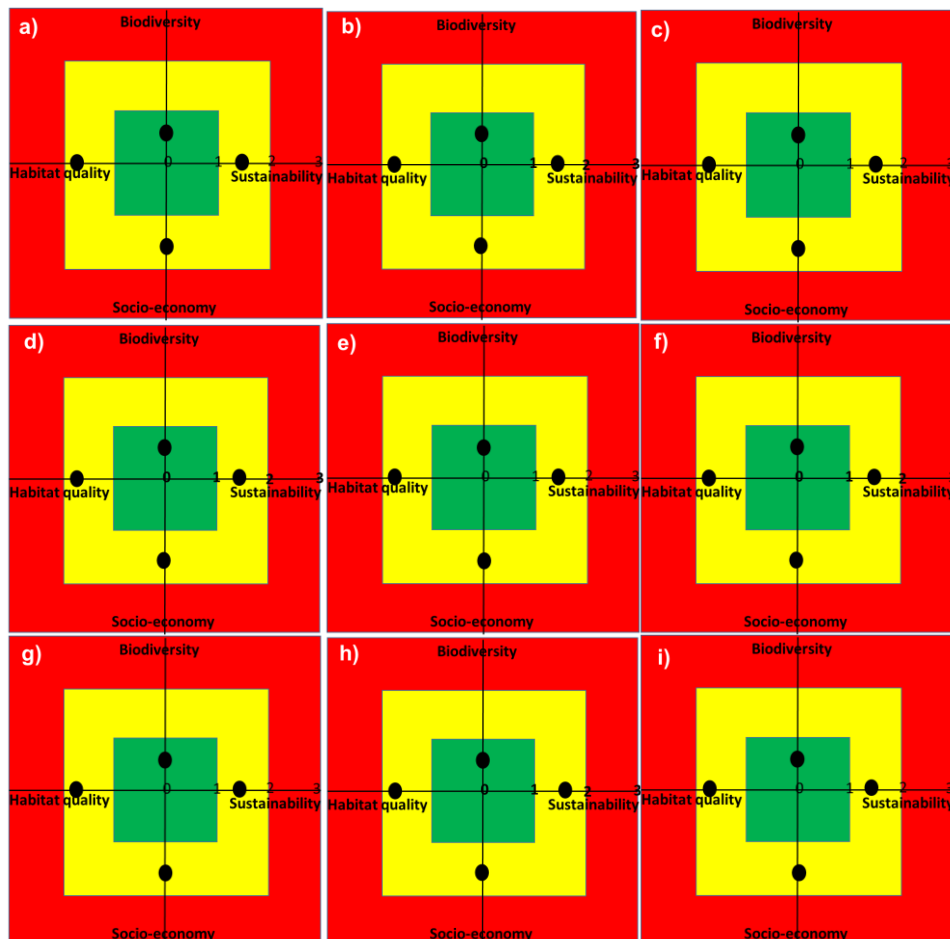 a) Biodiversity
0 1 2 3
Habitat quality Sustainability
Socio-economy
b) Biodiversity
0 1 2 3
Habitat quality Sustainability
Socio-economy
c) Biodiversity
0 1 2 3
Habitat quality Sustainability
Socio-economy
d) Biodiversity
0 1 2 3
Habitat quality Sustainability
Socio-economy
e) Biodiversity
0 1 2 3
Habitat quality Sustainability
Socio-economy
f) Biodiversity
0 1 2 3
Habitat quality Sustainability
Socio-economy
g) Biodiversity
0 1 2 3
Habitat quality Sustainability
Socio-economy
h) Biodiversity
0 1 2 3
Habitat quality Sustainability
Socio-economy
i) Biodiversity
0 1 2 3
Habitat quality Sustainability
Socio-economy